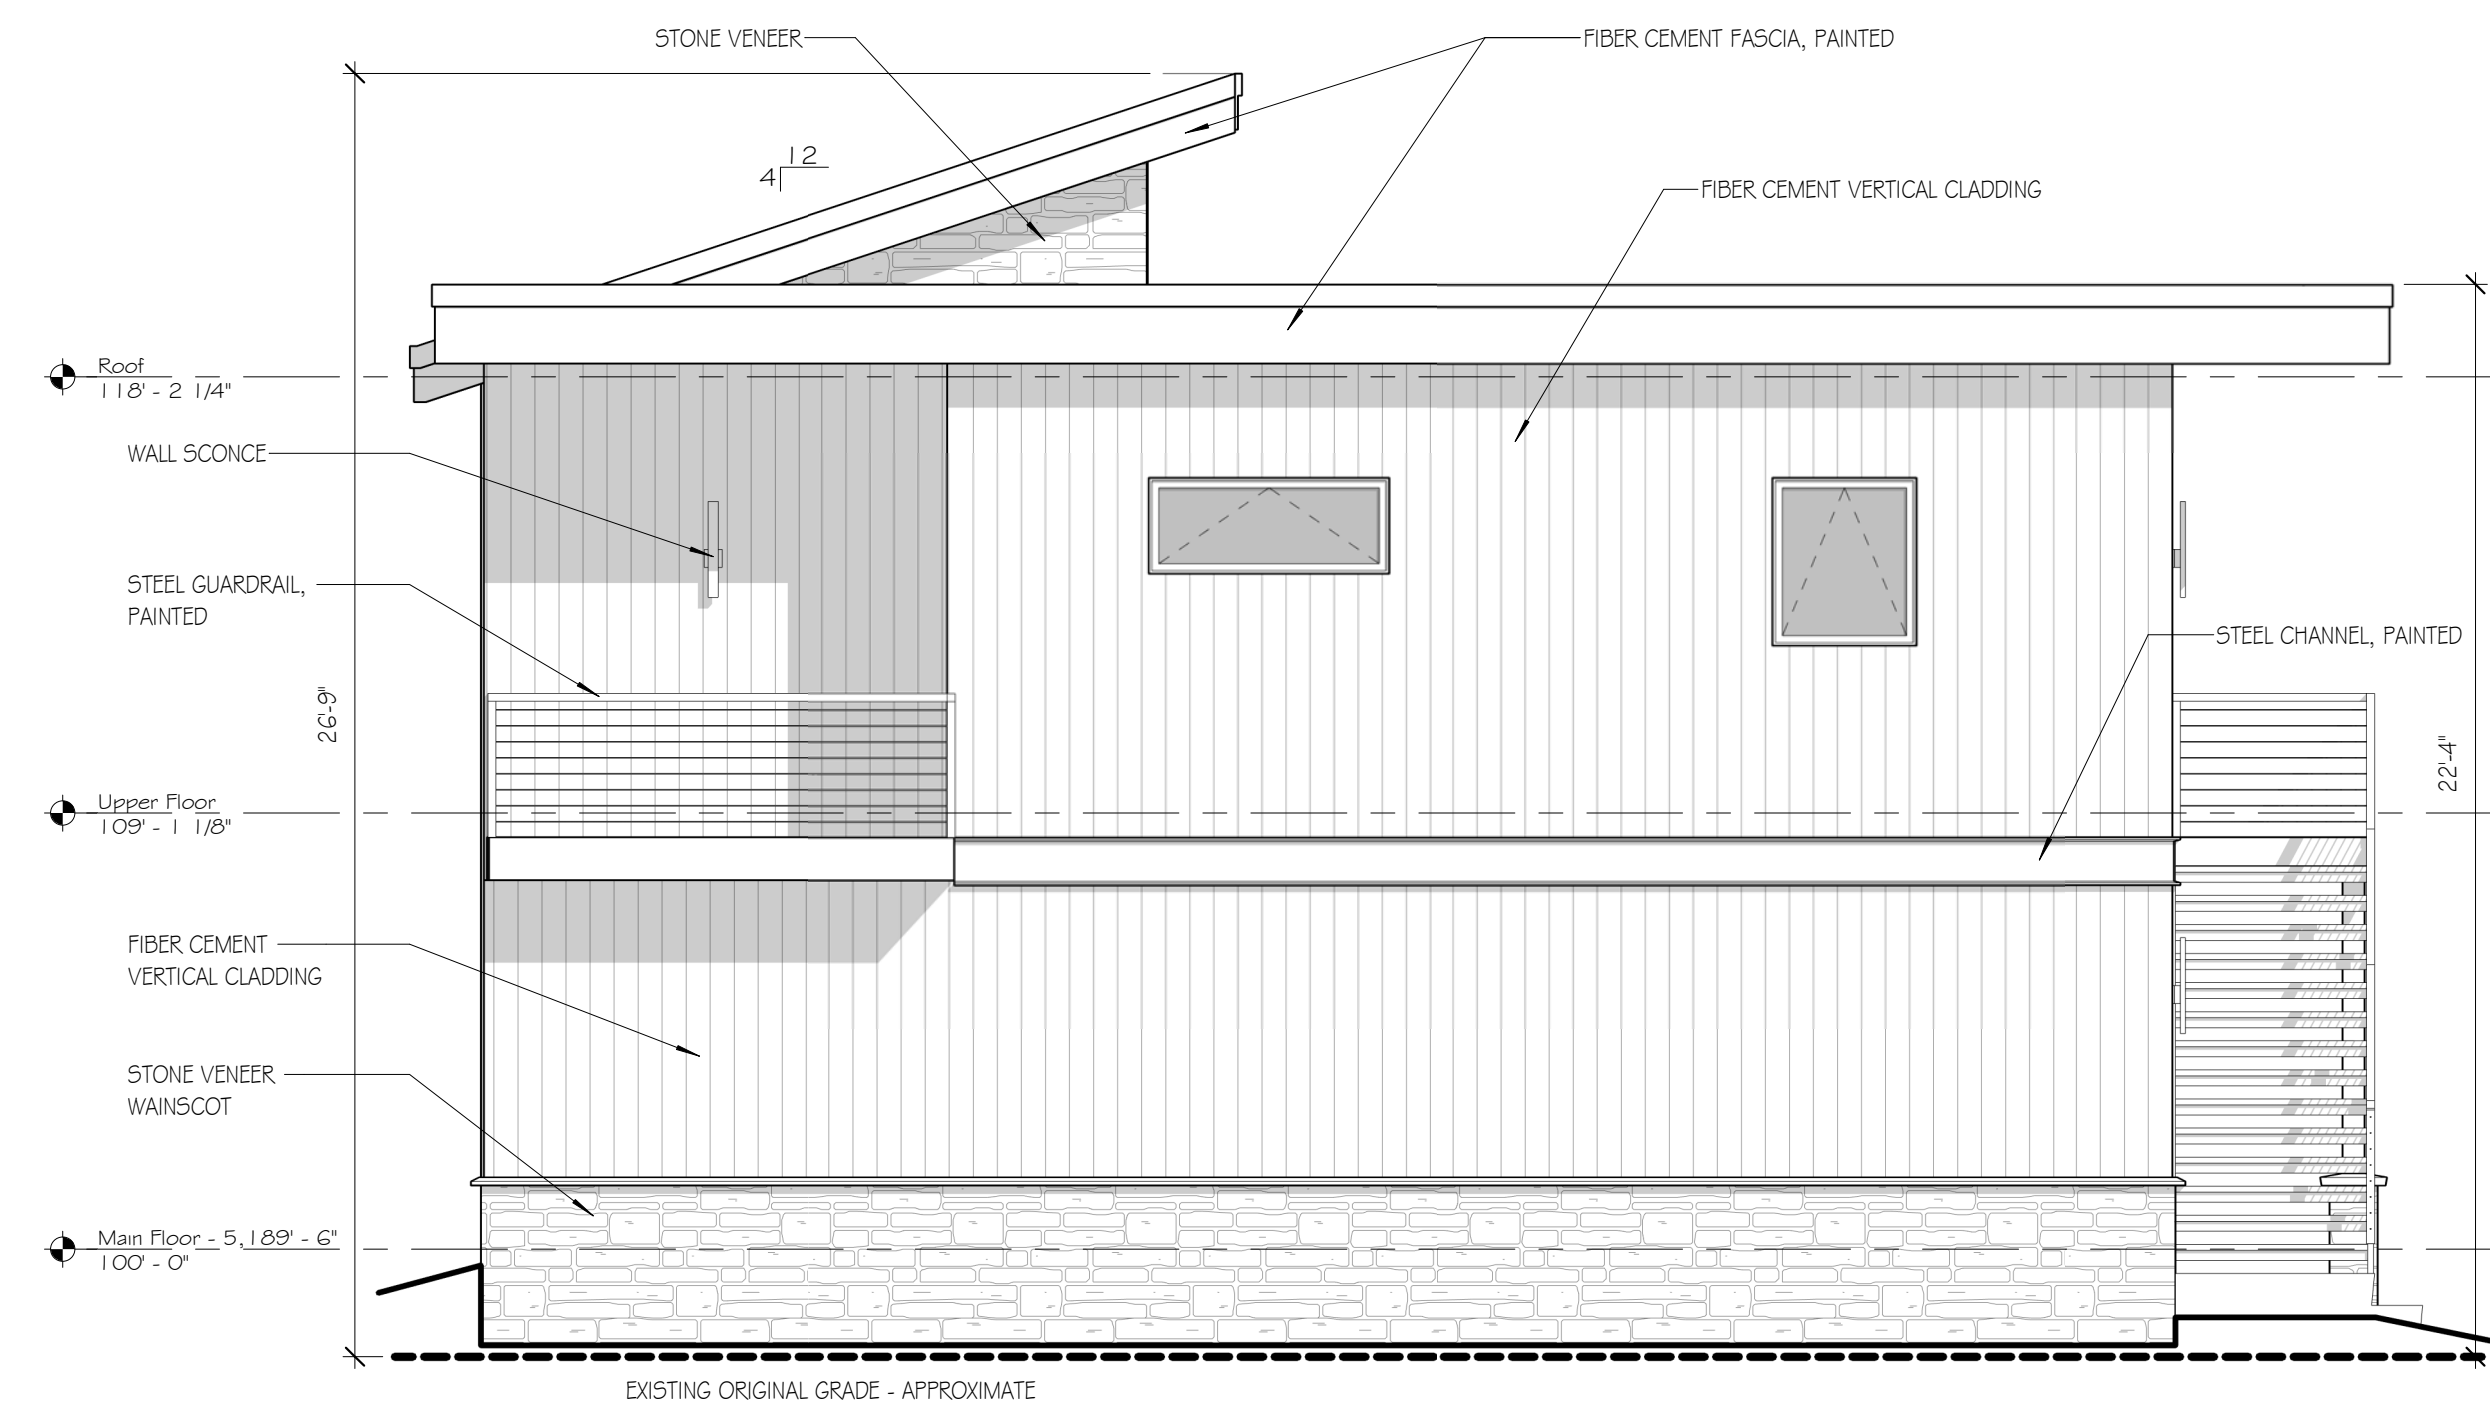 STONE VENEER
FIBER CEMENT FASCIA, PAINTED
12
4
FIBER CEMENT VERTICAL CLADDING
Roof
118' - 2 1/4"
WALL SCONCE
STEEL GUARDRAIL,
PAINTED
STEEL CHANNEL, PAINTED
26'-9"
22'-4"
Upper Floor
109' - 1 1/8"
FIBER CEMENT
VERTICAL CLADDING
STONE VENEER
WAINSCOT
Main Floor - 5,189' - 6"
100' - 0"
EXISTING ORIGINAL GRADE - APPROXIMATE